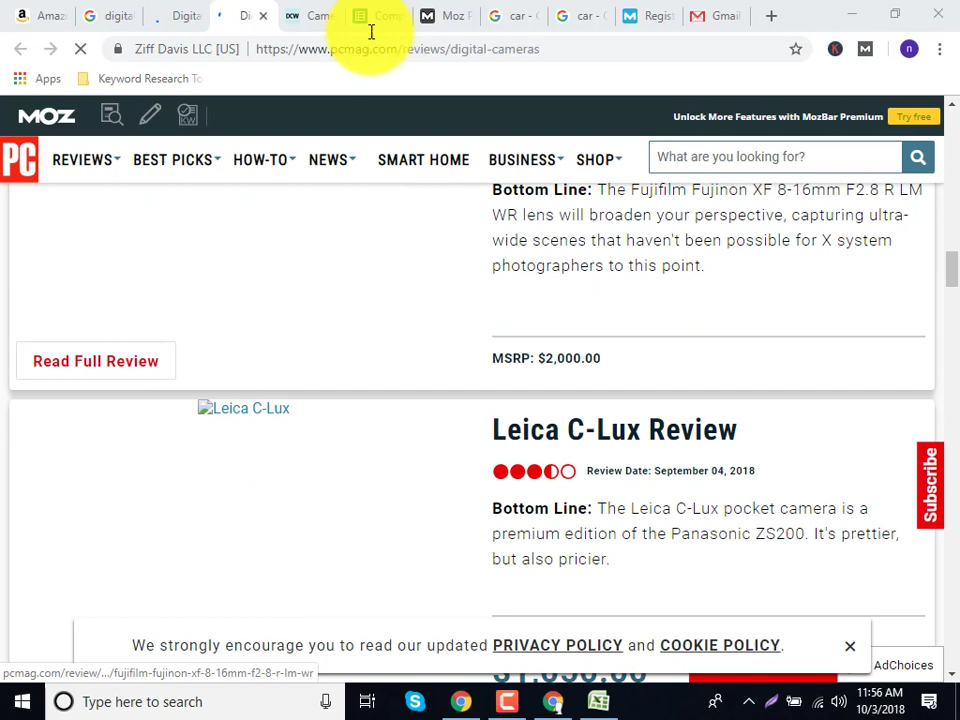 Amaz
digital
Digita
Di
DCW Came
Comp
Moz P
car - G
car - G
Regist
Gmail
Ziff Davis LLC [US] https://www.pcmag.com/reviews/digital-cameras
K M n
Apps Keyword Research To
MOZ KW Unlock More Features with MozBar Premium Try free
PC REVIEWS BEST PICKS HOW-TO NEWS SMART HOME BUSINESS SHOP What are you looking for?
Bottom Line: The Fujifilm Fujinon XF 8-16mm F2.8 R LM
WR lens will broaden your perspective, capturing ultra-
wide scenes that haven't been possible for X system
photographers to this point.
Read Full Review
MSRP: $2,000.00
Leica C-Lux
Leica C-Lux Review
Review Date: September 04, 2018
Bottom Line: The Leica C-Lux pocket camera is a
premium edition of the Panasonic ZS200. It's prettier,
but also pricier.
Subscribe
We strongly encourage you to read our updated PRIVACY POLICY and COOKIE POLICY.
AdChoices
pcmag.com/review/.../fujifilm-fujinon-xf-8-16mm-f2-8-r-lm-wr
$1,050.00
Type here to search
11:56 AM
10/3/2018